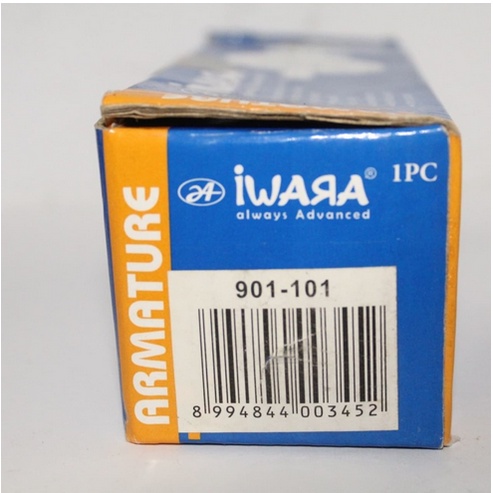 iWARA® 1PC
always Advanced
ARMATURE
901-101
8 994844 003452